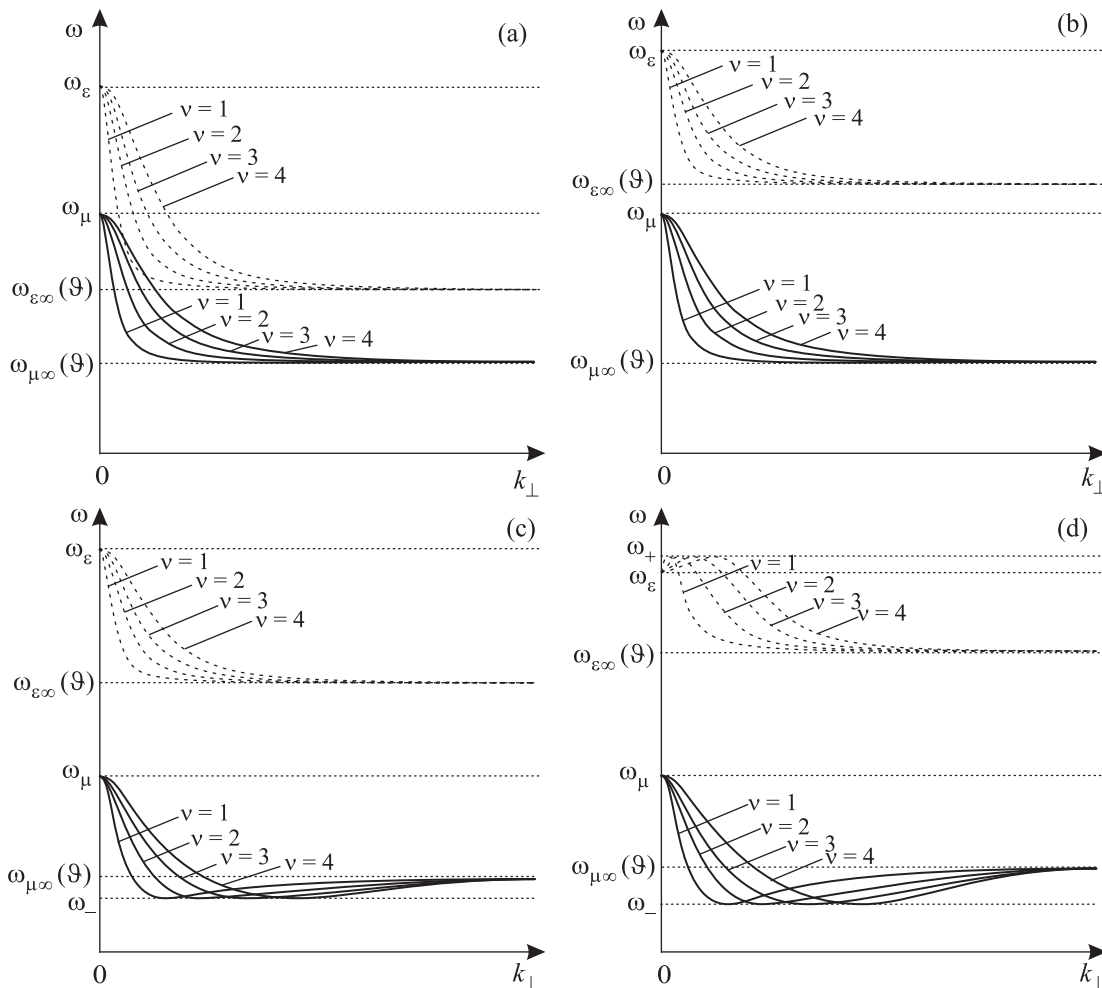 ω
(a)
ω_ε
ν = 1
ν = 2
ν = 3
ν = 4
ω_μ
ω_ε∞(ϑ)
ν = 1
ν = 2
ν = 3
ν = 4
ω_μ∞(ϑ)
0
k_⊥
ω
(b)
ω_ε
ν = 1
ν = 2
ν = 3
ν = 4
ω_ε∞(ϑ)
ω_μ
ν = 1
ν = 2
ν = 3
ν = 4
ω_μ∞(ϑ)
0
k_⊥
ω
(c)
ω_ε
ν = 1
ν = 2
ν = 3
ν = 4
ω_ε∞(ϑ)
ω_μ
ν = 1
ν = 2
ν = 3
ν = 4
ω_μ∞(ϑ)
ω_−
0
k_⊥
ω
(d)
ω_+
ω_ε
ν = 1
ν = 2
ν = 3
ν = 4
ω_ε∞(ϑ)
ω_μ
ν = 1
ν = 2
ν = 3
ν = 4
ω_μ∞(ϑ)
ω_−
0
k_⊥